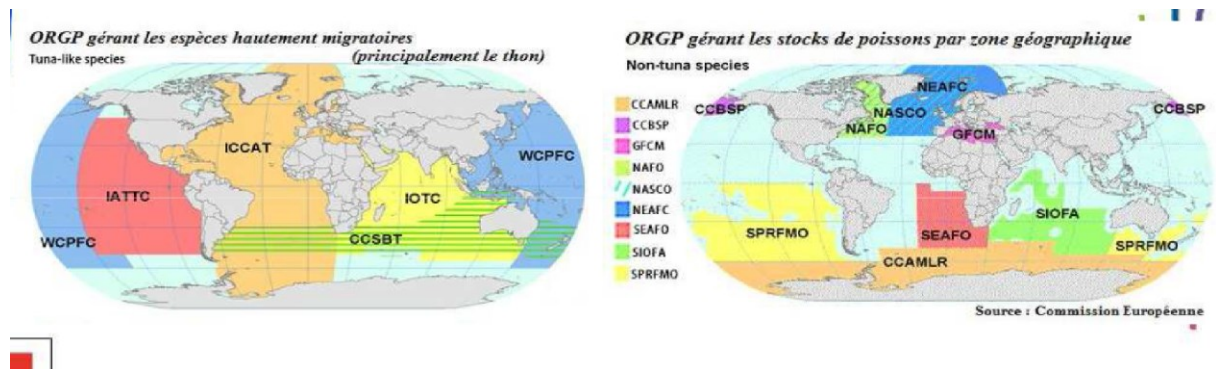 ORGP gérant les espèces hautement migratoires
Tuna-like species
(principalement le thon)
ICCAT
WCPFC
IATTC
IOTC
WCPFC
CCSBT
ORGP gérant les stocks de poissons par zone géographique
Non-tuna species
CCAMLR
CCBSP
GFCM
NAFO
NASCO
NEAFC
SEAFO
SIOFA
SPRFMO
NEAFC
CCBSP
CCBSP
NASCO
NAFO
GFCM
SIOFA
SPRFMO
SEAFO
SPRFMO
CCAMLR
Source : Commission Européenne